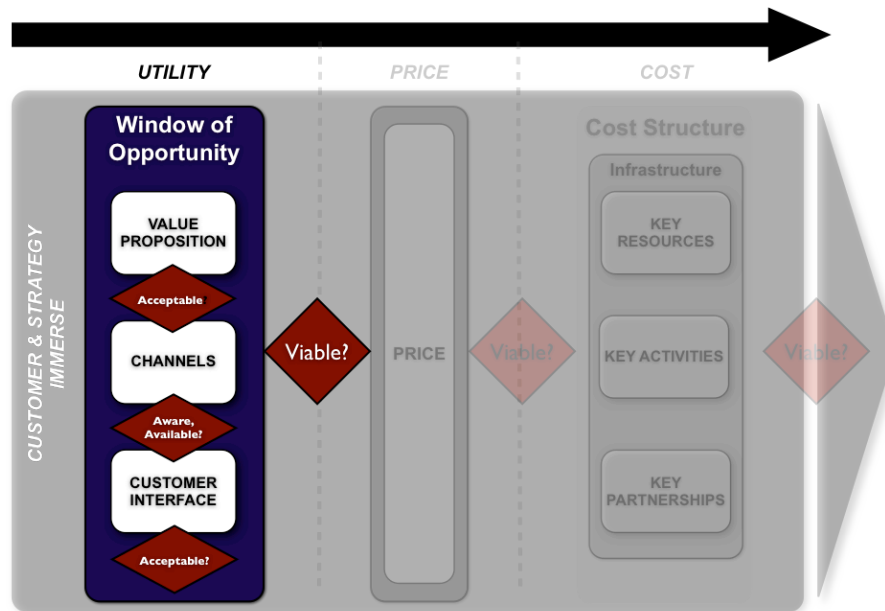 UTILITY
PRICE
COST
CUSTOMER & STRATEGY
IMMERSE
Window of
Opportunity
VALUE
PROPOSITION
Acceptable?
CHANNELS
Aware,
Available?
CUSTOMER
INTERFACE
Acceptable?
Viable?
PRICE
Viable?
Cost Structure
Infrastructure
KEY
RESOURCES
KEY ACTIVITIES
KEY
PARTNERSHIPS
Viable?